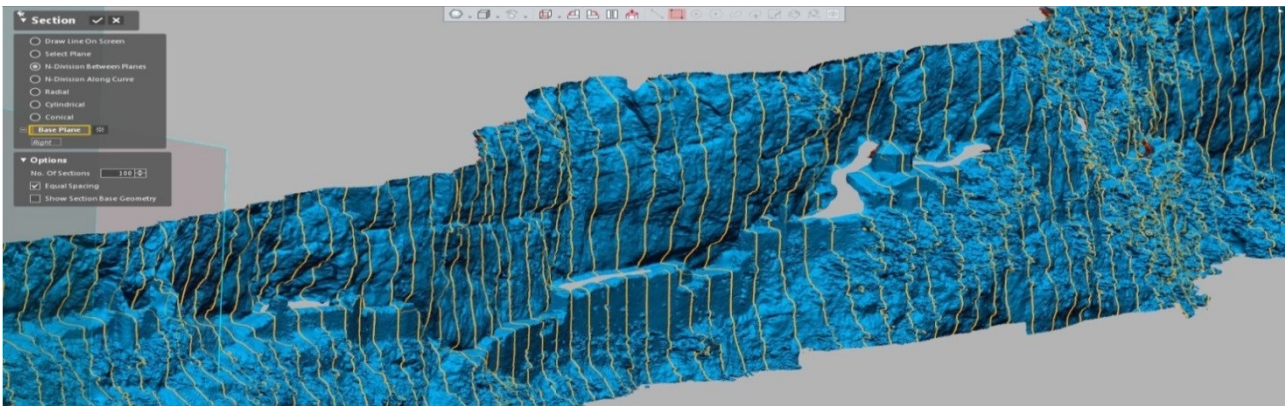 Section
Draw Line On Screen
Select Plane
N-Division Between Planes
N-Division Along Curve
Radial
Cylindrical
Conical
Base Plane
Right
Options
No. Of Sections 100
Equal Spacing
Show Section Base Geometry